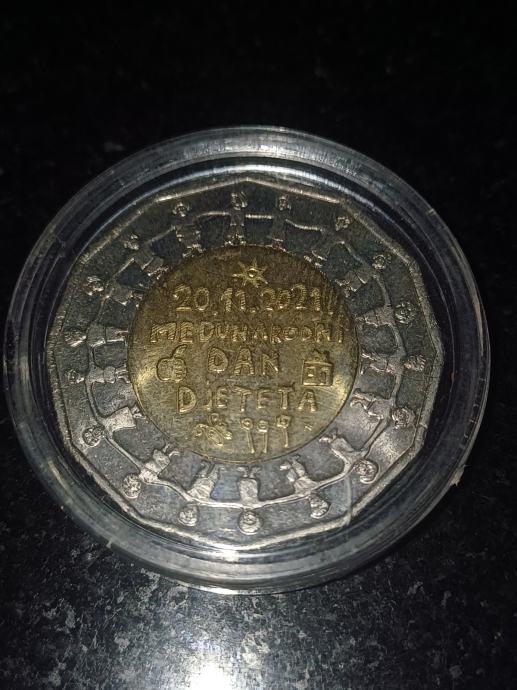 20.11.2021
MEĐUNARODNI
DAN
DJETETA